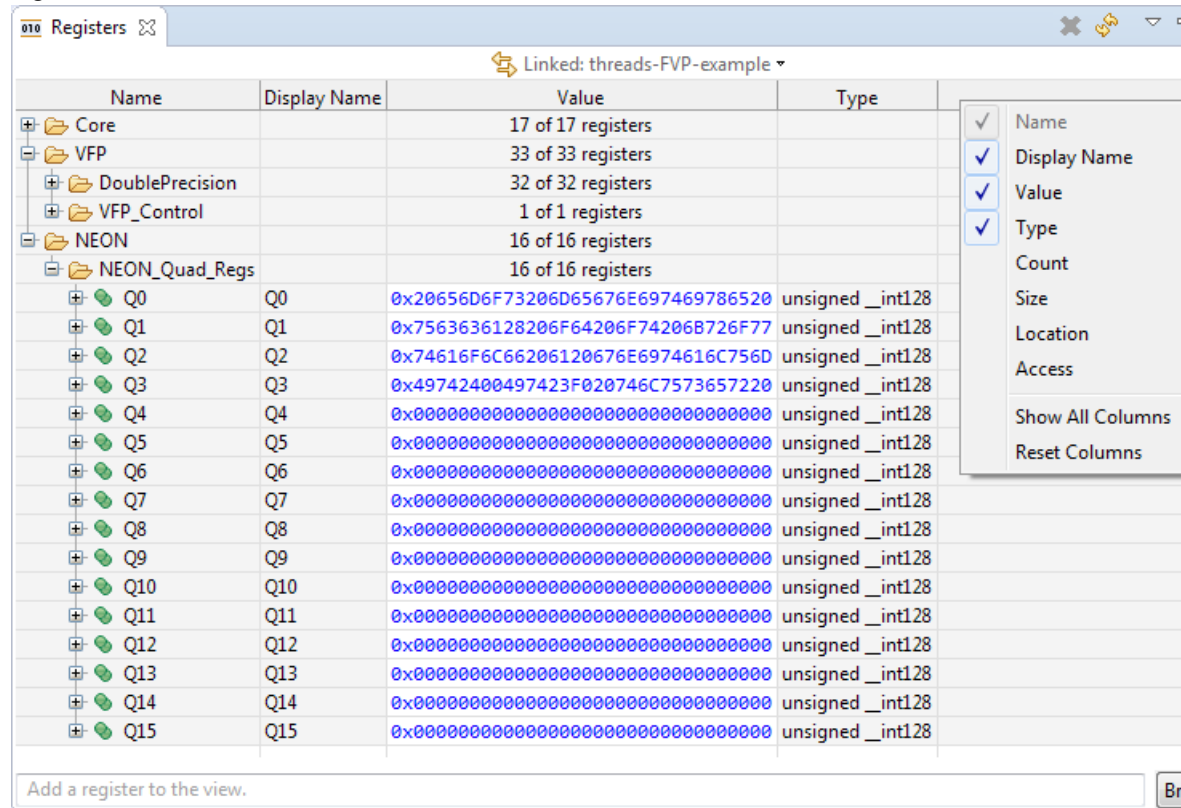 010 Registers
Linked: threads-FVP-example
Name Display Name Value Type
Core 17 of 17 registers
VFP 33 of 33 registers
DoublePrecision 32 of 32 registers
VFP_Control 1 of 1 registers
NEON 16 of 16 registers
NEON_Quad_Regs 16 of 16 registers
Q0 Q0 0x20656D6F73206D65676E697469786520 unsigned __int128
Q1 Q1 0x7563636128206F64206F74206B726F77 unsigned __int128
Q2 Q2 0x74616F6C66206120676E6974616C756D unsigned __int128
Q3 Q3 0x49742400497423F020746C7573657220 unsigned __int128
Q4 Q4 0x00000000000000000000000000000000 unsigned __int128
Q5 Q5 0x00000000000000000000000000000000 unsigned __int128
Q6 Q6 0x00000000000000000000000000000000 unsigned __int128
Q7 Q7 0x00000000000000000000000000000000 unsigned __int128
Q8 Q8 0x00000000000000000000000000000000 unsigned __int128
Q9 Q9 0x00000000000000000000000000000000 unsigned __int128
Q10 Q10 0x00000000000000000000000000000000 unsigned __int128
Q11 Q11 0x00000000000000000000000000000000 unsigned __int128
Q12 Q12 0x00000000000000000000000000000000 unsigned __int128
Q13 Q13 0x00000000000000000000000000000000 unsigned __int128
Q14 Q14 0x00000000000000000000000000000000 unsigned __int128
Q15 Q15 0x00000000000000000000000000000000 unsigned __int128
Name
Display Name
Value
Type
Count
Size
Location
Access
Show All Columns
Reset Columns
Add a register to the view.